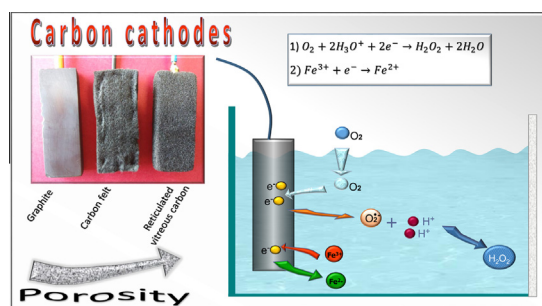 Carbon cathodes
1) O₂ + 2H₃O⁺ + 2e⁻ → H₂O₂ + 2H₂O
2) Fe³⁺ + e⁻ → Fe²⁺
Graphite
Carbon felt
Reticulated
vitreous carbon
Porosity
O₂
O₂
e⁻
e⁻
O₂•⁻ + H⁺
H⁺
e⁻
Fe³⁺
H₂O₂
Fe²⁺